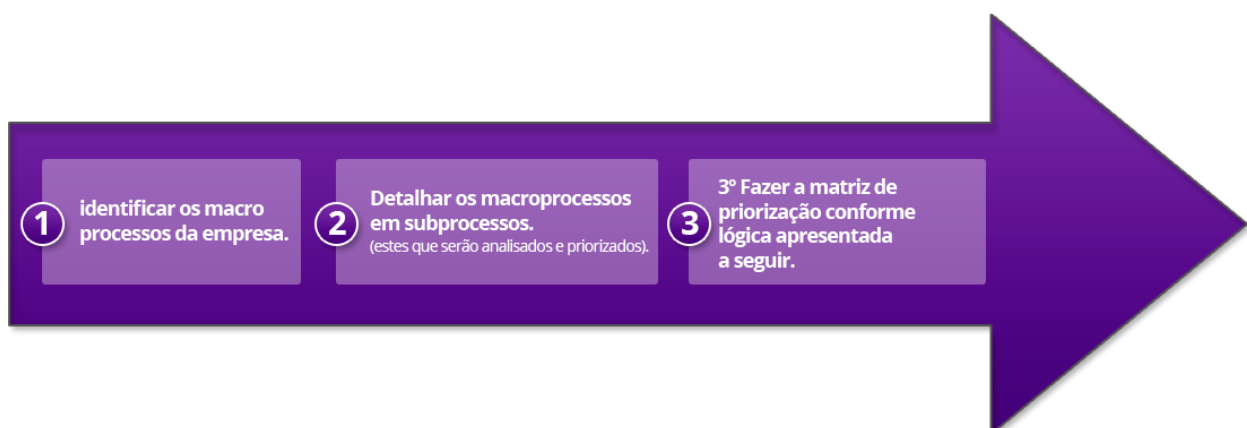 1
identificar os macro
processos da empresa.
2
Detalhar os macroprocessos
em subprocessos.
(estes que serão analisados e priorizados).
3
3º Fazer a matriz de
priorização conforme
lógica apresentada
a seguir.